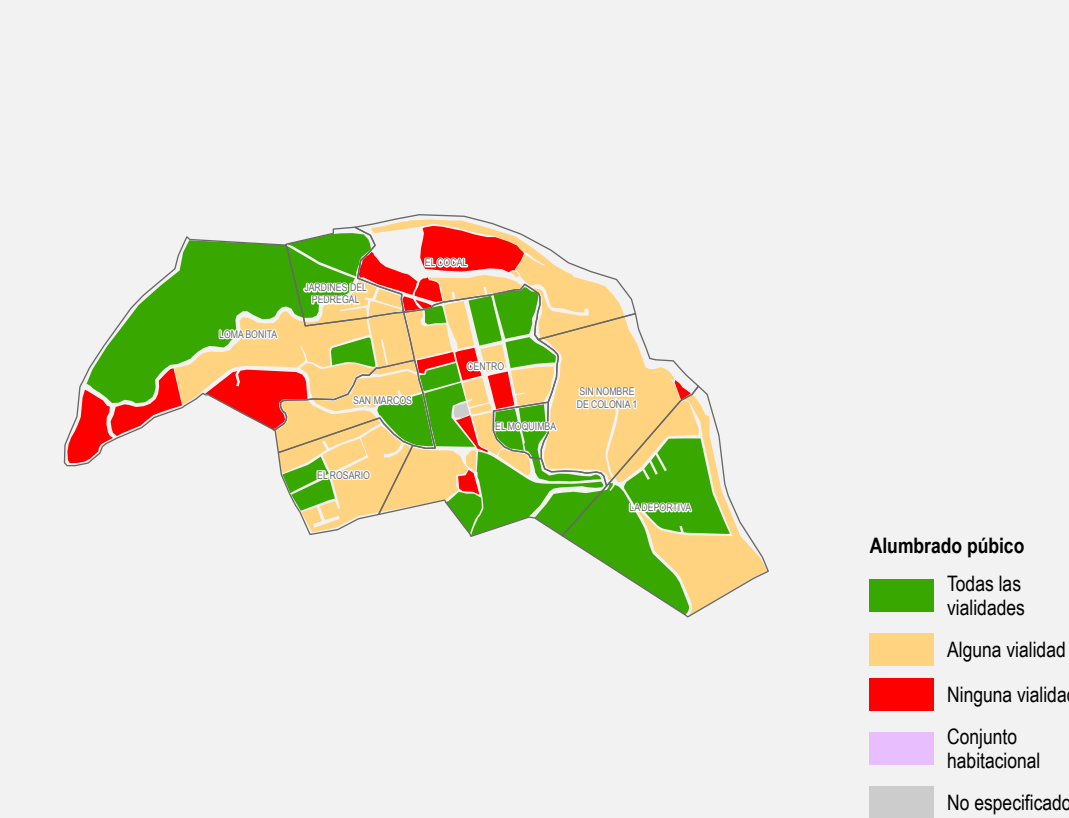 EL COCAL
JARDINES DEL
PEDREGAL
LOMA BONITA
CENTRO
SAN MARCOS
SIN NOMBRE
DE COLONIA 1
EL MOQUIMBA
EL ROSARIO
LA DEPORTIVA
Alumbrado púbico
Todas las
vialidades
Alguna vialidad
Ninguna vialidad
Conjunto
habitacional
No especificado